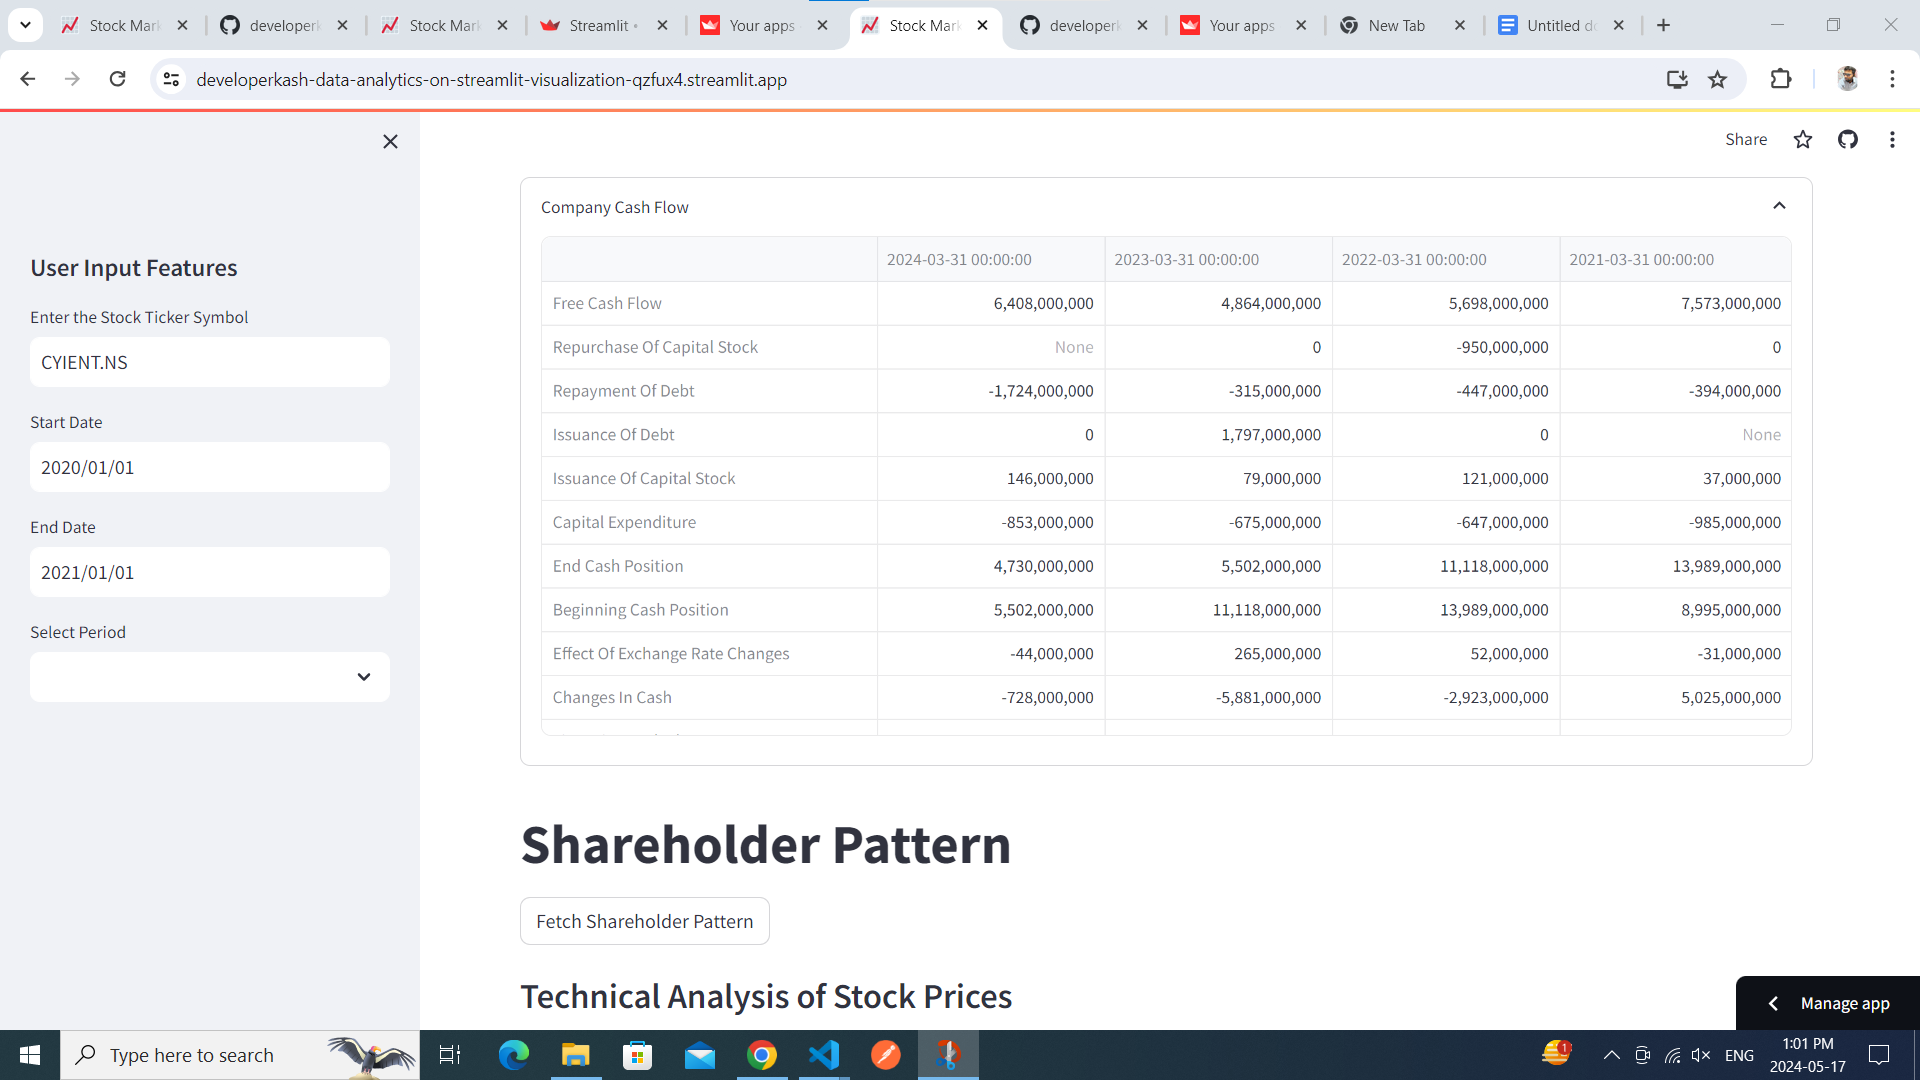 Stock Mark
developerk
Stock Mark
Streamlit •
Your apps
Stock Mark
developerk
Your apps
New Tab
Untitled do
developerkash-data-analytics-on-streamlit-visualization-qzfux4.streamlit.app
Share
User Input Features
Enter the Stock Ticker Symbol
CYIENT.NS
Start Date
2020/01/01
End Date
2021/01/01
Select Period
Company Cash Flow
2024-03-31 00:00:00 2023-03-31 00:00:00 2022-03-31 00:00:00 2021-03-31 00:00:00
Free Cash Flow 6,408,000,000 4,864,000,000 5,698,000,000 7,573,000,000
Repurchase Of Capital Stock None 0 -950,000,000 0
Repayment Of Debt -1,724,000,000 -315,000,000 -447,000,000 -394,000,000
Issuance Of Debt 0 1,797,000,000 0 None
Issuance Of Capital Stock 146,000,000 79,000,000 121,000,000 37,000,000
Capital Expenditure -853,000,000 -675,000,000 -647,000,000 -985,000,000
End Cash Position 4,730,000,000 5,502,000,000 11,118,000,000 13,989,000,000
Beginning Cash Position 5,502,000,000 11,118,000,000 13,989,000,000 8,995,000,000
Effect Of Exchange Rate Changes -44,000,000 265,000,000 52,000,000 -31,000,000
Changes In Cash -728,000,000 -5,881,000,000 -2,923,000,000 5,025,000,000
Shareholder Pattern
Fetch Shareholder Pattern
Technical Analysis of Stock Prices
Manage app
Type here to search
1
ENG
1:01 PM
2024-05-17